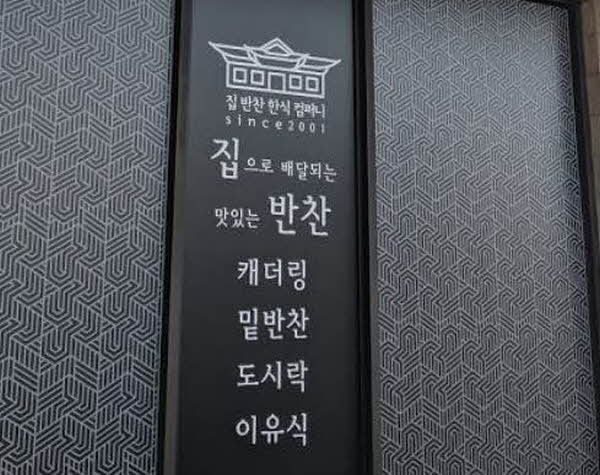 집 반찬 한식 컴퍼니
since2001
집으로 배달되는
맛있는 반찬
캐더링
밑반찬
도시락
이유식